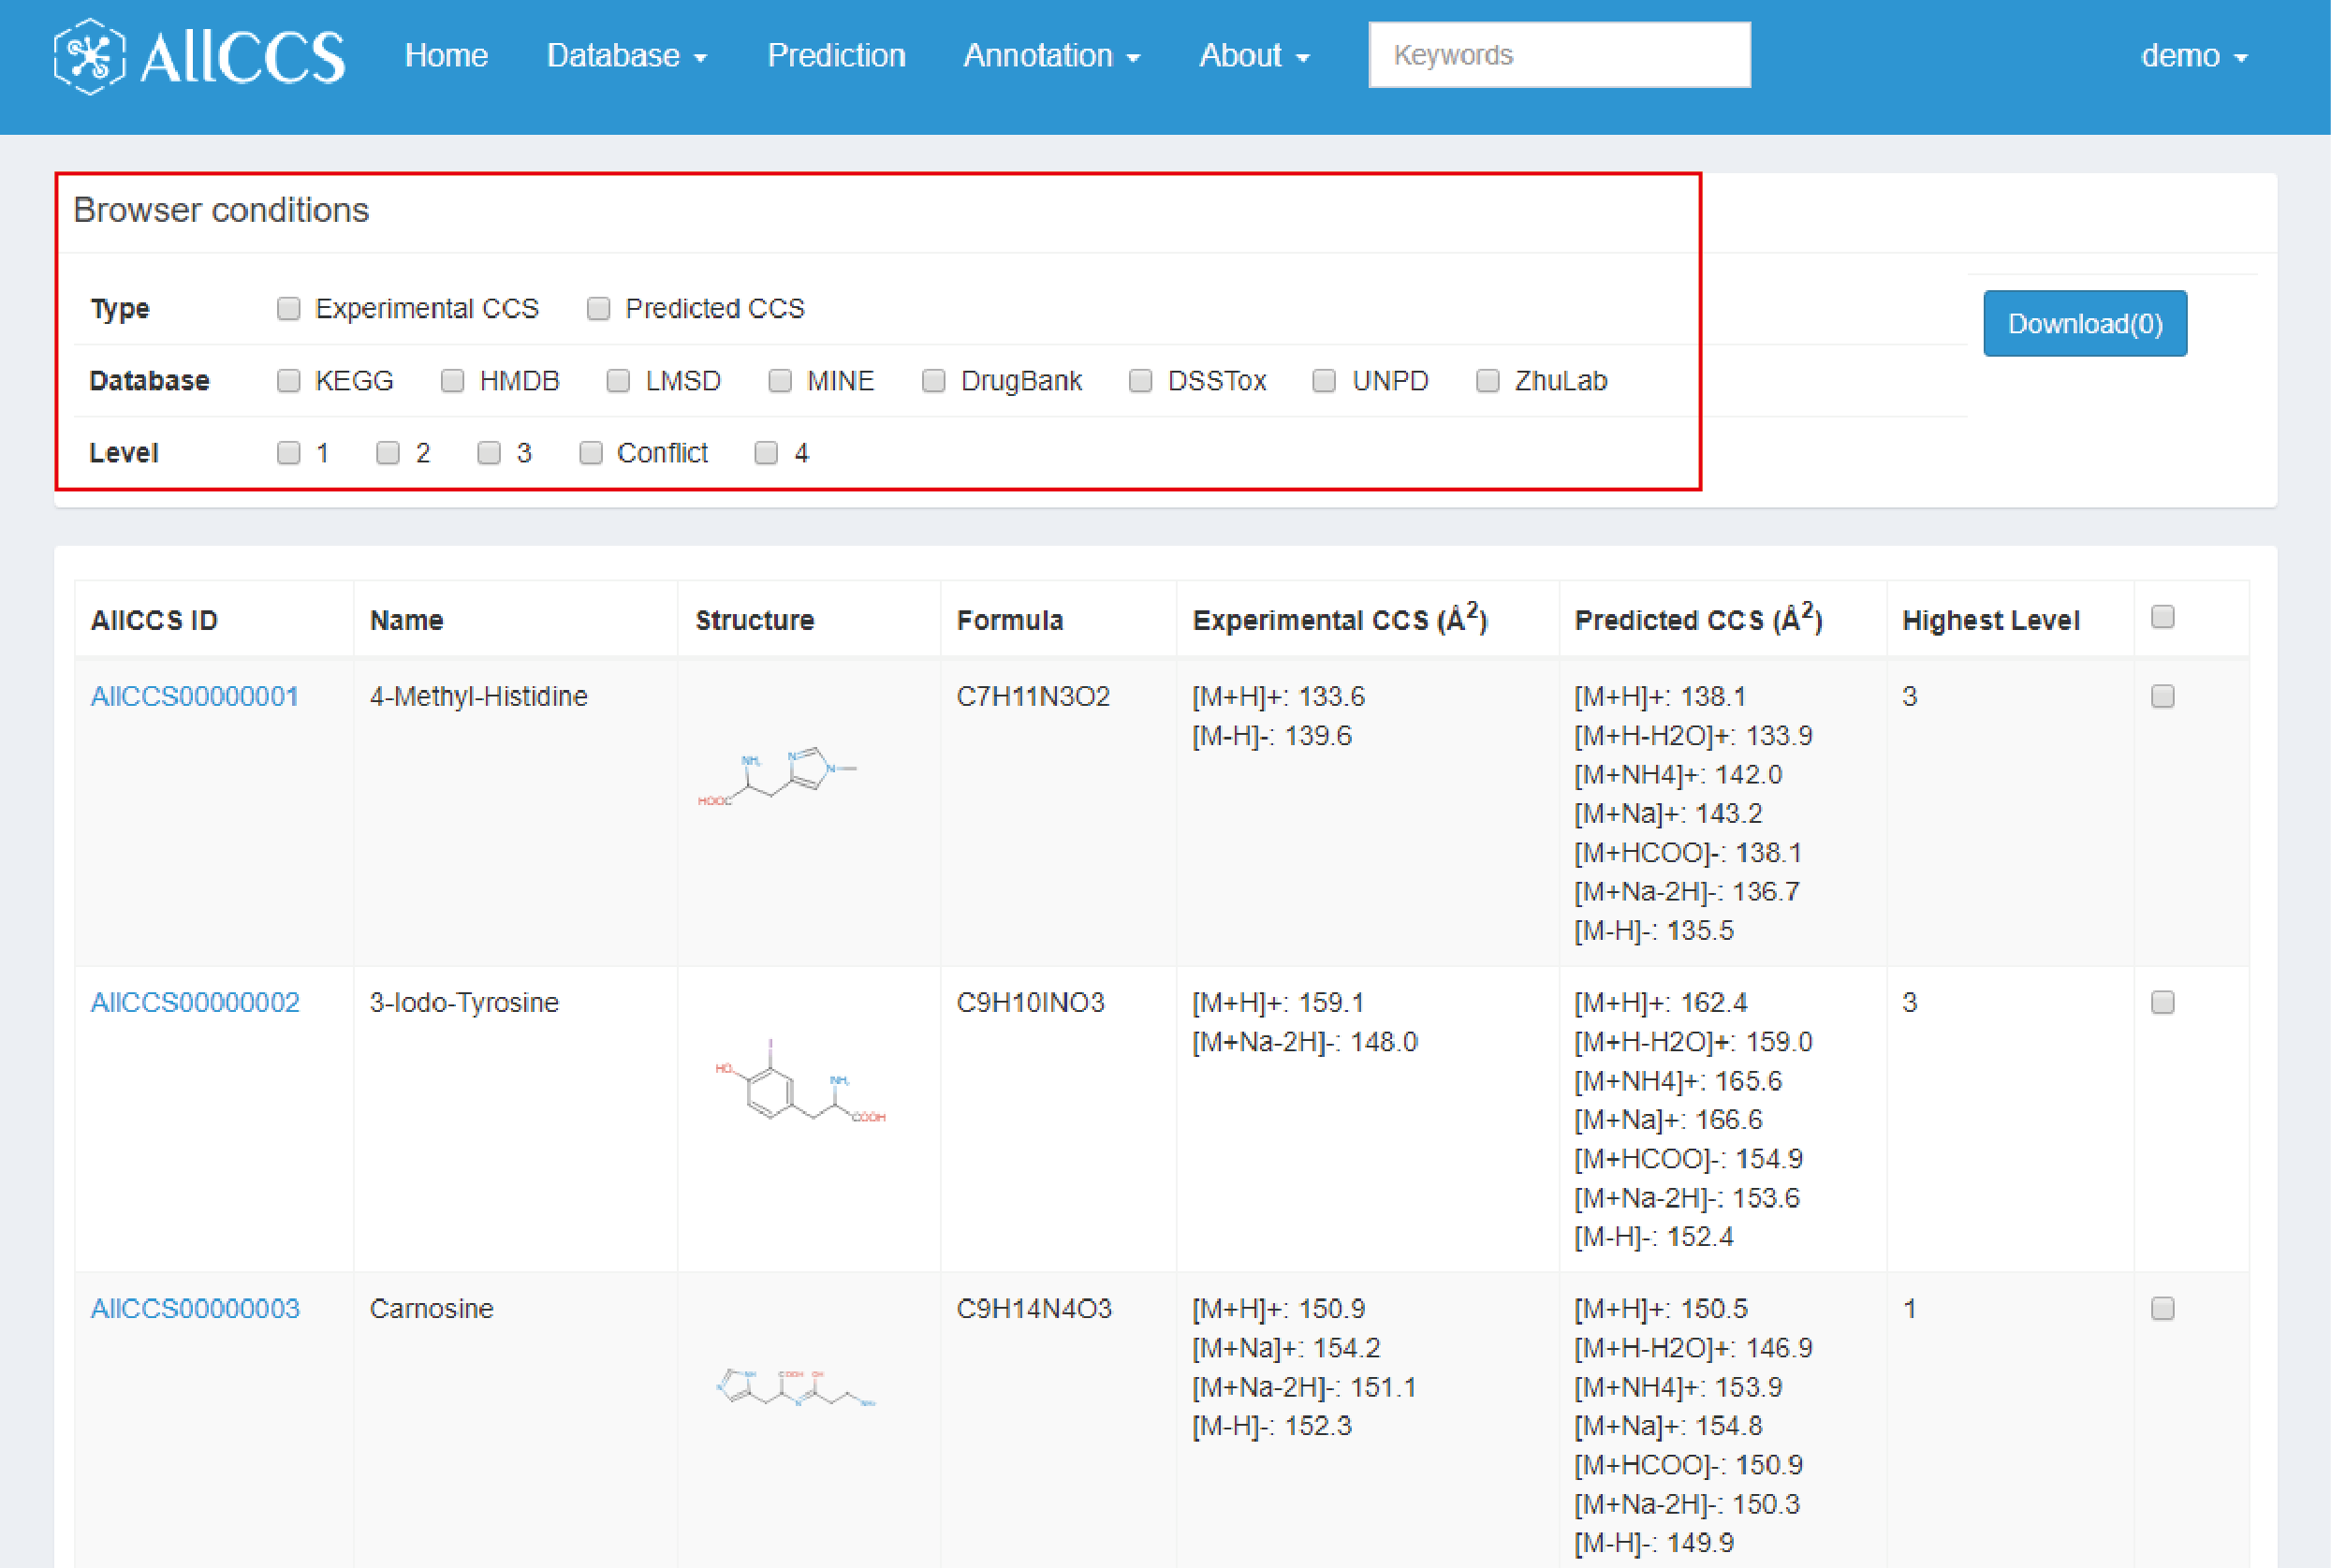 AllCCS Home Database Prediction Annotation About Keywords demo
Browser conditions
Type Experimental CCS Predicted CCS
Download(0)
Database KEGG HMDB LMSD MINE DrugBank DSSTox UNPD ZhuLab
Level 1 2 3 Conflict 4
AllCCS ID Name Structure Formula Experimental CCS (Å²) Predicted CCS (Å²) Highest Level
AllCCS00000001 4-Methyl-Histidine C7H11N3O2 [M+H]+: 133.6 [M+H]+: 138.1 3
[M-H]-: 139.6 [M+H-H2O]+: 133.9
NH₂ N N HOOC
[M+NH4]+: 142.0
[M+Na]+: 143.2
[M+HCOO]-: 138.1
[M+Na-2H]-: 136.7
[M-H]-: 135.5
AllCCS00000002 3-Iodo-Tyrosine C9H10INO3 [M+H]+: 159.1 [M+H]+: 162.4 3
[M+Na-2H]-: 148.0 [M+H-H2O]+: 159.0
I HO NH₂ COOH
[M+NH4]+: 165.6
[M+Na]+: 166.6
[M+HCOO]-: 154.9
[M+Na-2H]-: 153.6
[M-H]-: 152.4
AllCCS00000003 Carnosine C9H14N4O3 [M+H]+: 150.9 [M+H]+: 150.5 1
[M+Na]+: 154.2 [M+H-H2O]+: 146.9
N NH COOH OH N NH₂
[M+Na-2H]-: 151.1 [M+NH4]+: 153.9
[M-H]-: 152.3 [M+Na]+: 154.8
[M+HCOO]-: 150.9
[M+Na-2H]-: 150.3
[M-H]-: 149.9